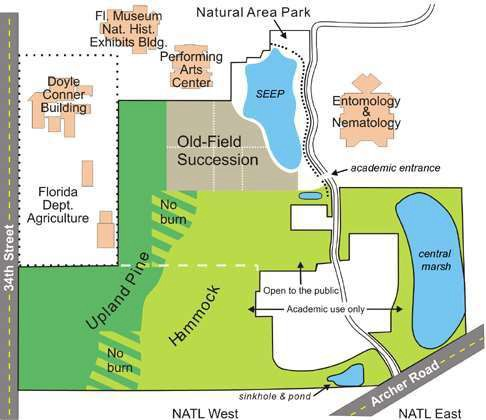 Natural Area Park
Fl. Museum
Nat. Hist.
Exhibits Bldg.
Performing
Arts
Center
Doyle
Conner
Building
SEEP
Entomology
&
Nematology
Old-Field
Succession
academic entrance
Florida
Dept.
Agriculture
No
burn
34th Street
Upland Pine
Hammock
central
marsh
Open to the public
Academic use only
No
burn
sinkhole & pond
Archer Road
NATL West
NATL East